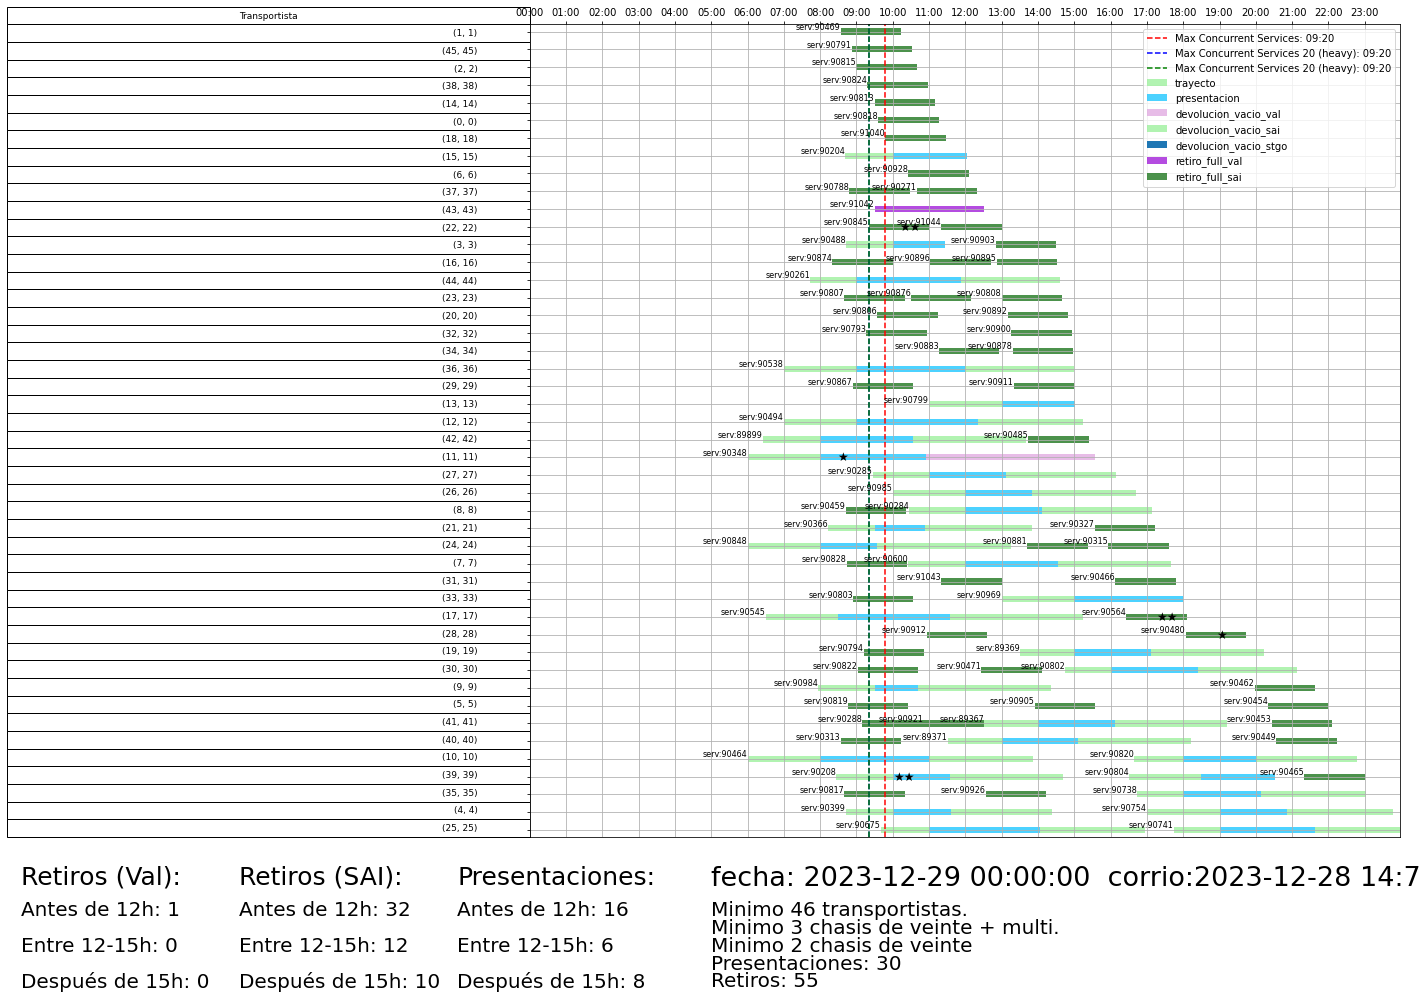 Transportista
00:00 01:00 02:00 03:00 04:00 05:00 06:00 07:00 08:00 09:00 10:00 11:00 12:00 13:00 14:00 15:00 16:00 17:00 18:00 19:00 20:00 21:00 22:00 23:00
Max Concurrent Services: 09:20
Max Concurrent Services 20 (heavy): 09:20
Max Concurrent Services 20 (heavy): 09:20
trayecto
presentacion
devolucion_vacio_val
devolucion_vacio_sai
devolucion_vacio_stgo
retiro_full_val
retiro_full_sai
(1, 1) serv:90469
(45, 45) serv:90791
(2, 2) serv:90815
(38, 38) serv:90824
(14, 14) serv:90813
(0, 0) serv:90818
(18, 18) serv:91040
(15, 15) serv:90204
(6, 6) serv:90928
(37, 37) serv:90788 serv:90271
(43, 43) serv:91042
(22, 22) serv:90845 serv:91044
(3, 3) serv:90488 serv:90903
(16, 16) serv:90874 serv:90896 serv:90895
(44, 44) serv:90261
(23, 23) serv:90807 serv:90876 serv:90808
(20, 20) serv:90806 serv:90892
(32, 32) serv:90793 serv:90900
(34, 34) serv:90883 serv:90878
(36, 36) serv:90538
(29, 29) serv:90867 serv:90911
(13, 13) serv:90799
(12, 12) serv:90494
(42, 42) serv:89899 serv:90485
(11, 11) serv:90348
(27, 27) serv:90285
(26, 26) serv:90985
(8, 8) serv:90459 serv:90284
(21, 21) serv:90366 serv:90327
(24, 24) serv:90848 serv:90881 serv:90315
(7, 7) serv:90828 serv:90600
(31, 31) serv:91043 serv:90466
(33, 33) serv:90803 serv:90969
(17, 17) serv:90545 serv:90564
(28, 28) serv:90912 serv:90480
(19, 19) serv:90794 serv:89369
(30, 30) serv:90822 serv:90471 serv:90802
(9, 9) serv:90984 serv:90462
(5, 5) serv:90819 serv:90905 serv:90454
(41, 41) serv:90288 serv:90921 serv:89367 serv:90453
(40, 40) serv:90313 serv:89371 serv:90449
(10, 10) serv:90464 serv:90820
(39, 39) serv:90208 serv:90804 serv:90465
(35, 35) serv:90817 serv:90926 serv:90738
(4, 4) serv:90399 serv:90754
(25, 25) serv:90675 serv:90741
Retiros (Val):
Antes de 12h: 1
Entre 12-15h: 0
Después de 15h: 0
Retiros (SAI):
Antes de 12h: 32
Entre 12-15h: 12
Después de 15h: 10
Presentaciones:
Antes de 12h: 16
Entre 12-15h: 6
Después de 15h: 8
fecha: 2023-12-29 00:00:00 corrio:2023-12-28 14:7
Minimo 46 transportistas.
Minimo 3 chasis de veinte + multi.
Minimo 2 chasis de veinte
Presentaciones: 30
Retiros: 55